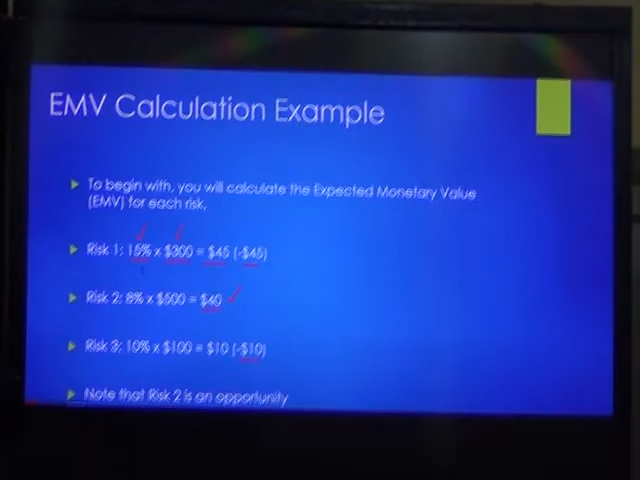 EMV Calculation Example
To begin with, you will calculate the Expected Monetary Value
(EMV) for each risk.
Risk 1: 15% x $300 = $45 (-$45)
Risk 2: 8% x $500 = $40
Risk 3: 10% x $100 = $10 (-$10)
Note that Risk 2 is an opportunity